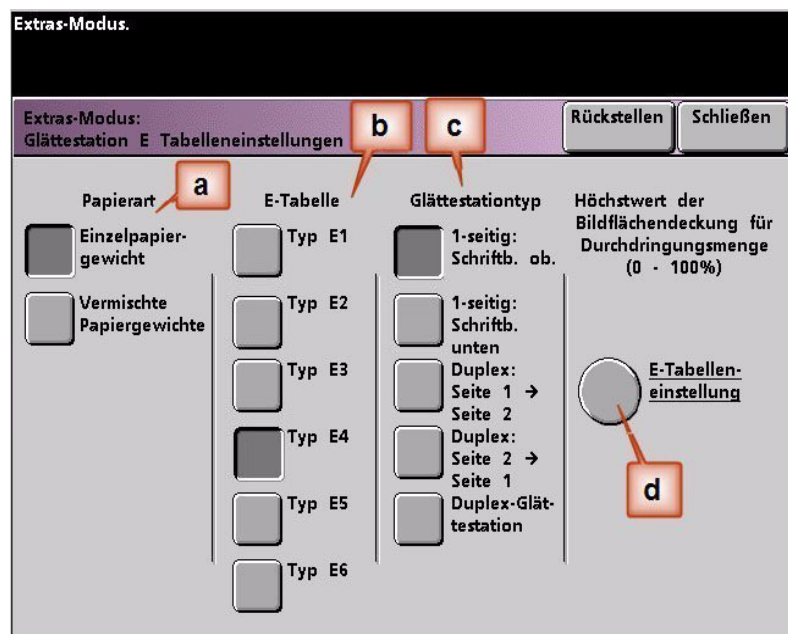 Extras-Modus.
Extras-Modus:
Glättestation E Tabelleneinstellungen
b
c
Rückstellen
Schließen
Papierart
a
Einzelpapier-
gewicht
Vermischte
Papiergewichte
E-Tabelle
Typ E1
Typ E2
Typ E3
Typ E4
Typ E5
Typ E6
Glättestationtyp
1-seitig:
Schriftb. ob.
1-seitig:
Schriftb.
unten
Duplex:
Seite 1 →
Seite 2
Duplex:
Seite 2 →
Seite 1
Duplex-Glät-
testation
Höchstwert der
Bildflächendeckung für
Durchdringungsmenge
(0 - 100%)
E-Tabellen-
einstellung
d